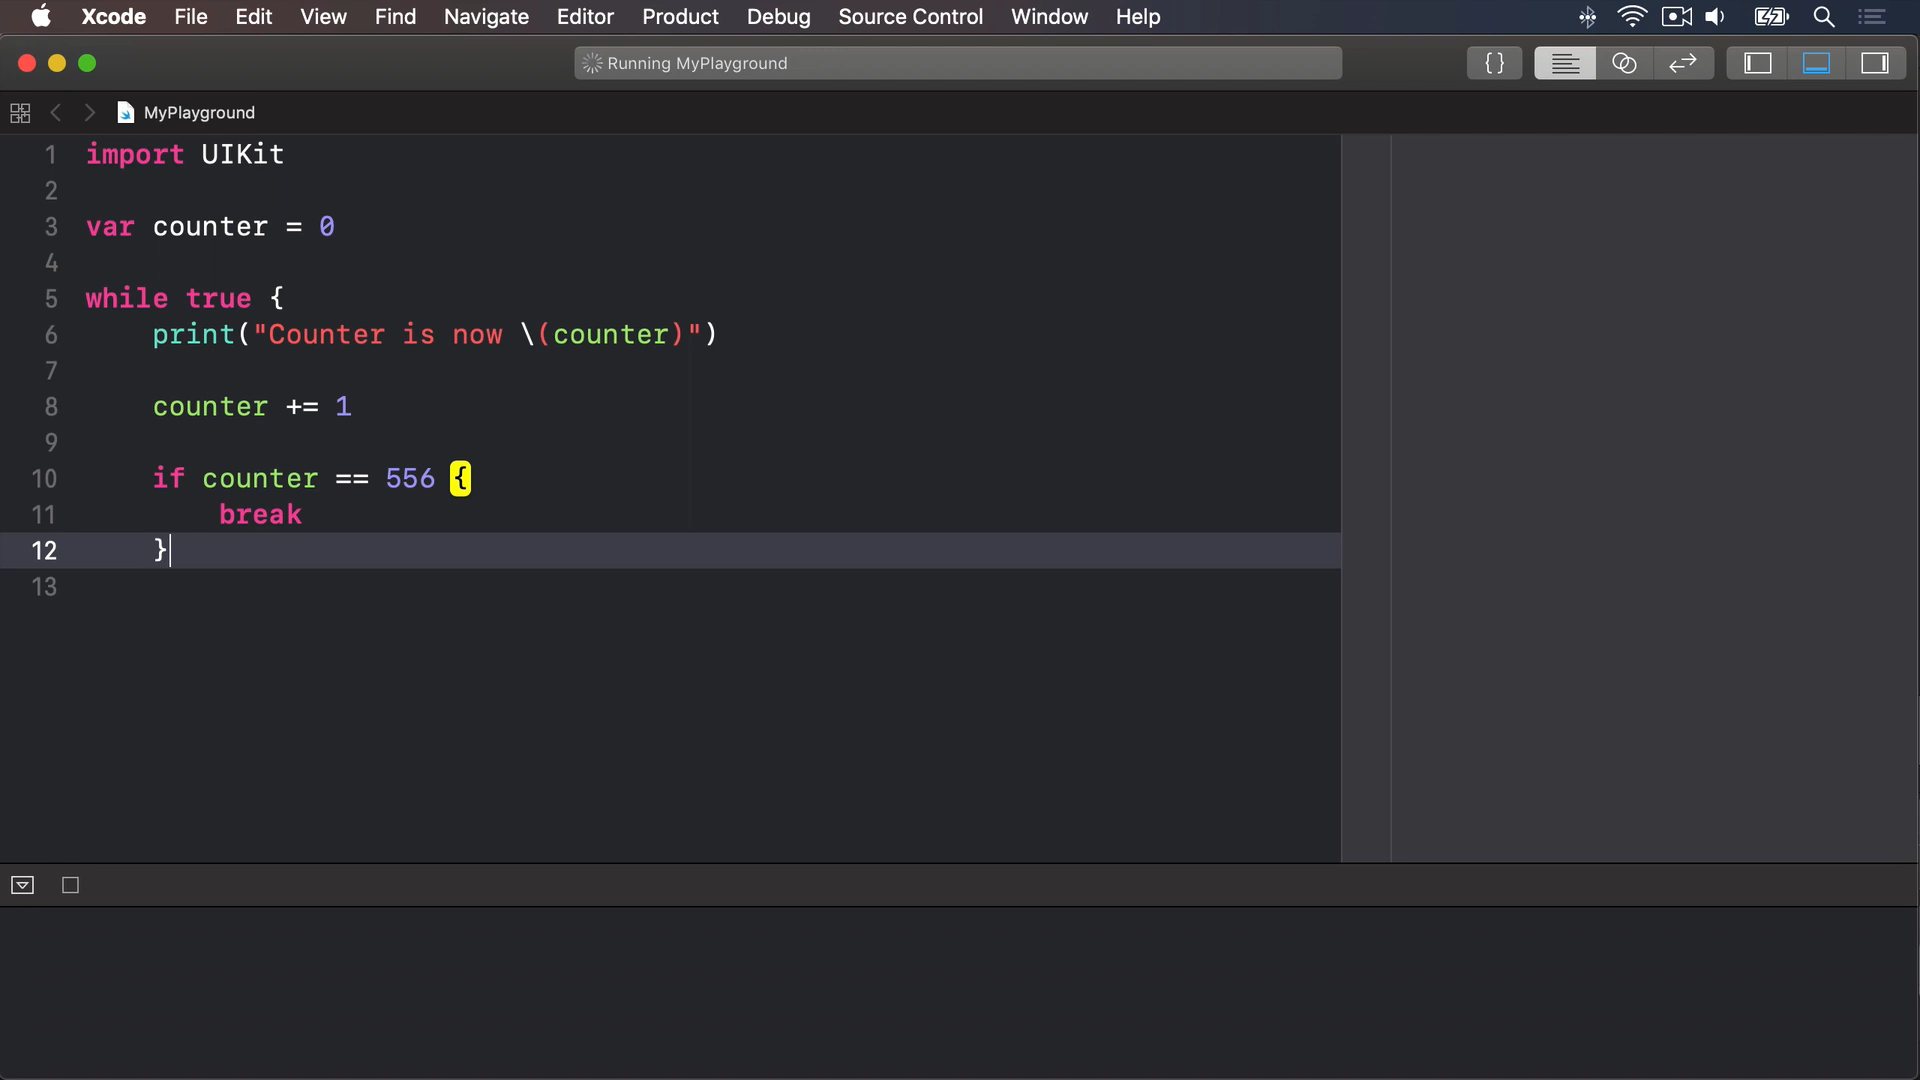 Xcode File Edit View Find Navigate Editor Product Debug Source Control Window Help
Running MyPlayground
{}
MyPlayground
1 import UIKit
2
3 var counter = 0
4
5 while true {
6     print("Counter is now \(counter)")
7
8     counter += 1
9
10     if counter == 556 {
11         break
12     }
13